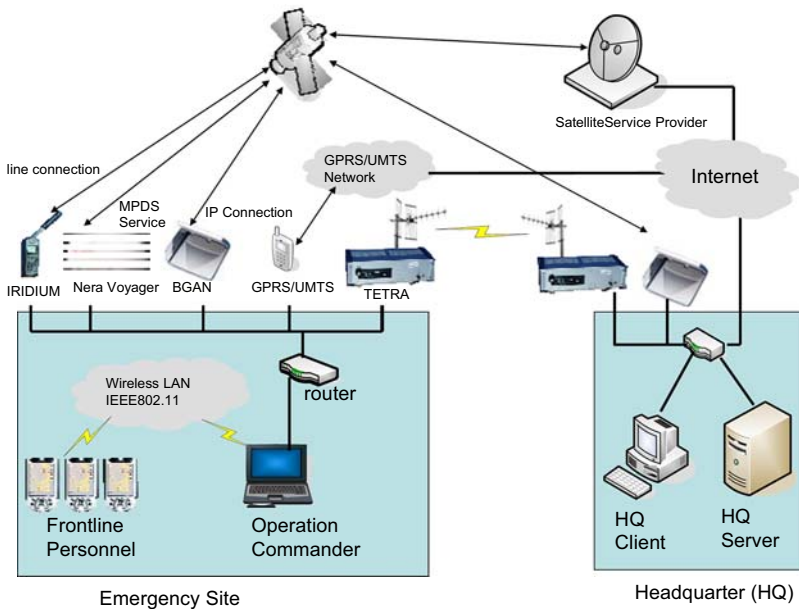 SatelliteService Provider
line connection
GPRS/UMTS
Network
Internet
MPDS
Service
IP Connection
IRIDIUM
Nera Voyager
BGAN
GPRS/UMTS
TETRA
Wireless LAN
IEEE802.11
router
Frontline
Personnel
Operation
Commander
HQ
Client
HQ
Server
Emergency Site
Headquarter (HQ)